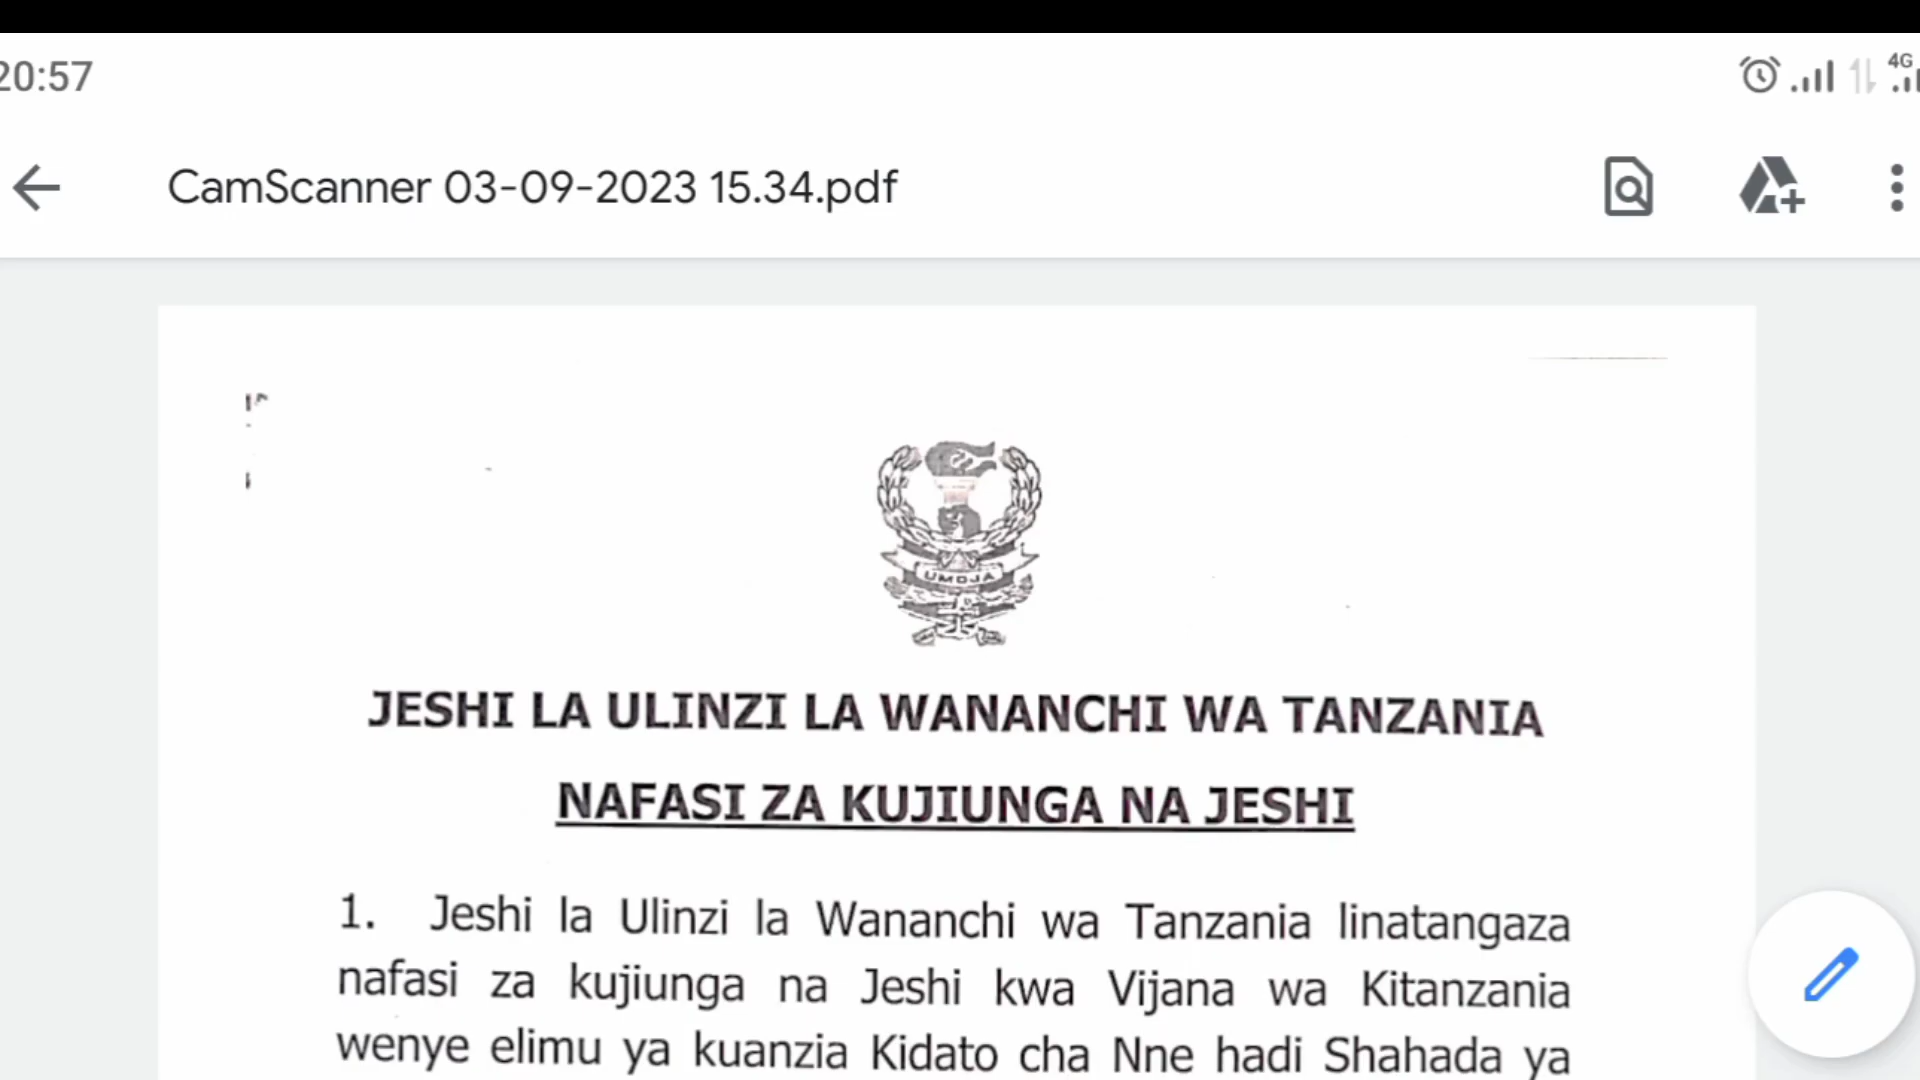 20:57
4G
CamScanner 03-09-2023 15.34.pdf
UMOJA
JESHI LA ULINZI LA WANANCHI WA TANZANIA
NAFASI ZA KUJIUNGA NA JESHI
1. Jeshi la Ulinzi la Wananchi wa Tanzania linatangaza
nafasi za kujiunga na Jeshi kwa Vijana wa Kitanzania
wenye elimu ya kuanzia Kidato cha Nne hadi Shahada ya